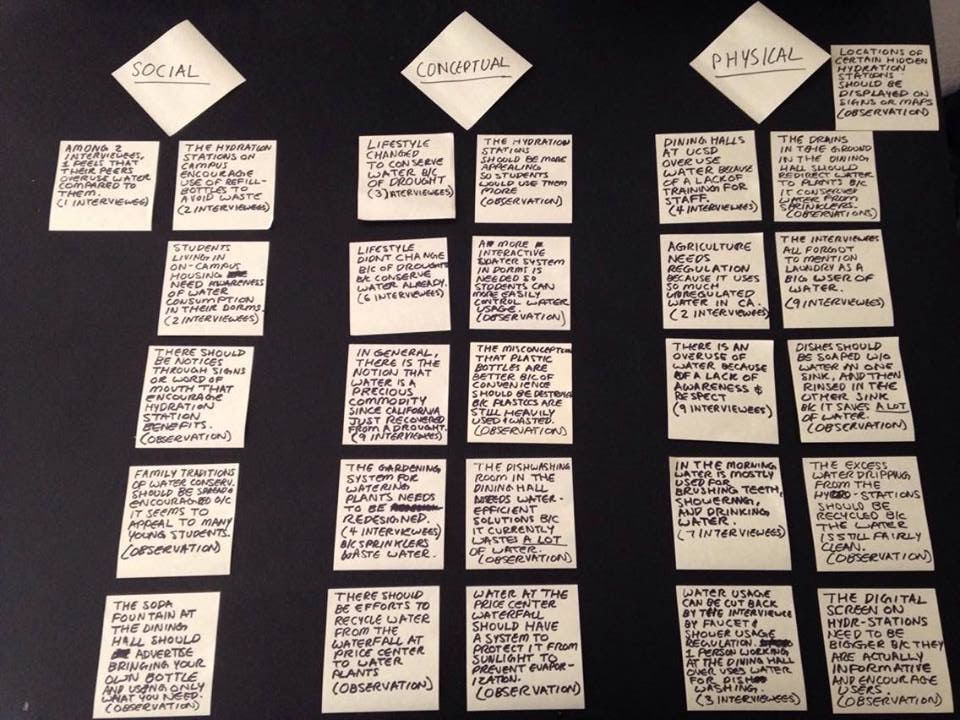 SOCIAL
AMONG 2
INTERVIEWEES,
1 FEELS THAT
THEIR PEERS
OVERUSE WATER
COMPARED TO
THEM.
(1 INTERVIEWEE)
THE HYDRATION
STATIONS ON
CAMPUS
ENCOURAGE
USE OF REFILL-
BOTTLES TO
AVOID WASTE
(2 INTERVIEWEES)
STUDENTS
LIVING IN
ON-CAMPUS
HOUSING
NEED AWARENESS
OF WATER
CONSUMPTION
IN THEIR DORMS.
(2 INTERVIEWEES)
THERE SHOULD
BE NOTICES
THROUGH SIGNS
OR WORD OF
MOUTH THAT
ENCOURAGE
HYDRATION
STATION
BENEFITS.
(OBSERVATION)
FAMILY TRADITIONS
OF WATER CONSERV.
SHOULD BE SPREAD &
ENCOURAGED B/C
IT SEEMS TO
APPEAL TO MANY
YOUNG STUDENTS.
(OBSERVATION)
THE SODA
FOUNTAIN AT
THE DINING
HALL SHOULD
ADVERTISE
BRINGING YOUR
OWN BOTTLE
AND USING ONLY
WHAT YOU NEED.
(OBSERVATION)
CONCEPTUAL
LIFESTYLE
CHANGED
TO CONSERVE
WATER B/C
OF DROUGHT
(3)
THE HYDRATION
STATIONS
SHOULD BE MORE
APPEALING
SO STUDENTS
WOULD USE THEM
MORE
(OBSERVATION)
LIFESTYLE
DIDNT CHANGE
B/C OF DROUGHT
B/C CONSERVE
WATER ALREADY.
(6 INTERVIEWEES)
A MORE
INTERACTIVE
WATER SYSTEM
IN DORMS IS
NEEDED SO
STUDENTS CAN
MORE EASILY
CONTROL WATER
USAGE.
(OBSERVATION)
IN GENERAL,
THERE IS THE
NOTION THAT
WATER IS A
PRECIOUS
COMMODITY
SINCE CALIFORNIA
JUST RECOVERED
FROM A DROUGHT.
(9 INTERVIEWEES)
THE MISCONCEPTION
THAT PLASTIC
BOTTLES ARE
BETTER B/C OF
CONVENIENCE
SHOULD BE DESTROYED
B/C PLASTICS ARE
STILL HEAVILY
USED & WASTED.
(OBSERVATION)
THE GARDENING
SYSTEM FOR
WATERING
PLANTS NEEDS
TO BE
REDESIGNED.
(4 INTERVIEWEES)
B/C SPRINKLERS
WASTE WATER.
THE DISHWASHING
ROOM IN THE
DINING HALL
NEEDS WATER-
EFFICIENT
SOLUTIONS B/C
IT CURRENTLY
WASTES A LOT
OF WATER.
(OBSERVATION)
THERE SHOULD
BE EFFORTS TO
RECYCLE WATER
FROM THE
WATERFALL AT
PRICE CENTER
TO WATER
PLANTS
(OBSERVATION)
WATER AT THE
PRICE CENTER
WATERFALL
SHOULD HAVE
A SYSTEM TO
PROTECT IT FROM
SUNLIGHT TO
PREVENT EVAPOR-
IZATION.
(OBSERVATION)
PHYSICAL
LOCATIONS OF
CERTAIN HIDDEN
HYDRATION
STATIONS
SHOULD BE
DISPLAYED ON
SIGNS OR MAPS
(OBSERVATION)
DINING HALLS
AT UCSD
OVER USE
WATER BECAUSE
OF A LACK OF
TRAINING FOR
STAFF.
(4 INTERVIEWEES)
THE DRAINS
IN THE GROUND
IN THE DINING
HALL SHOULD
REDIRECT WATER
TO PLANTS B/C
IT CONSERVES
WATER FROM
SPRINKLERS.
(OBSERVATIONS)
AGRICULTURE
NEEDS
REGULATION
BECAUSE IT USES
SO MUCH
UNREGULATED
WATER IN CA.
(2 INTERVIEWEES)
THE INTERVIEWEES
ALL FORGOT
TO MENTION
LAUNDRY AS A
BIG USER OF
WATER.
(9 INTERVIEWEES)
THERE IS AN
OVERUSE OF
WATER BECAUSE
OF A LACK OF
AWARENESS &
RESPECT
(9 INTERVIEWEES)
DISHES SHOULD
BE SOAPED W/O
WATER IN ONE
SINK, AND THEN
RINSED IN THE
OTHER SINK
B/C IT SAVES A LOT
OF WATER.
(OBSERVATION)
IN THE MORNING
WATER IS MOSTLY
USED FOR
BRUSHING TEETH,
SHOWERING,
AND DRINKING
WATER.
(7 INTERVIEWEES)
THE EXCESS
WATER DRIPPING
FROM THE
HYDRO-STATIONS
SHOULD BE
RECYCLED B/C
THE WATER
IS STILL FAIRLY
CLEAN.
(OBSERVATION)
WATER USAGE
CAN BE CUT BACK
BY THE INTERVIEWEES
BY FAUCET &
SHOWER USAGE
REGULATION.
1 PERSON WORKING
AT THE DINING HALL
OVER USES WATER
FOR DISH
WASHING.
(3 INTERVIEWEES)
THE DIGITAL
SCREEN ON
HYDR-STATIONS
NEED TO BE
BIGGER B/C THEY
ARE ACTUALLY
INFORMATIVE
AND ENCOURAGE
USERS.
(OBSERVATION)